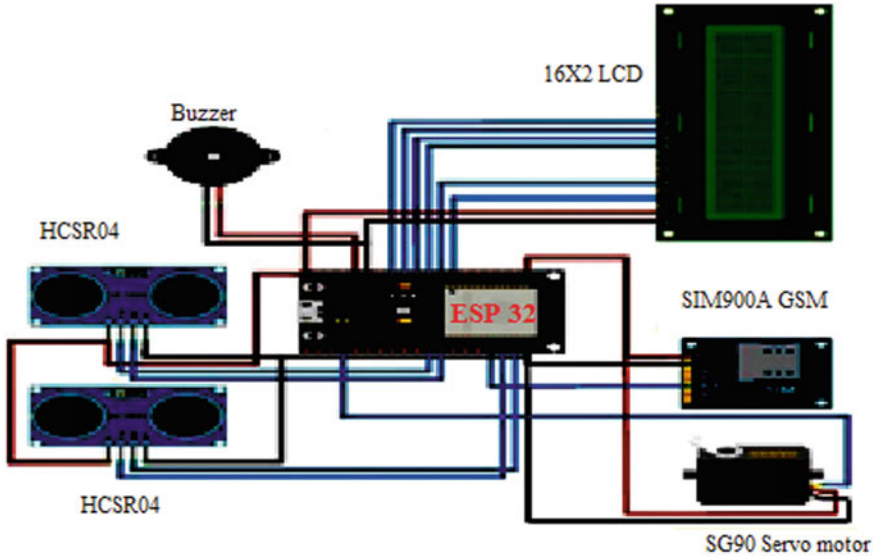 16X2 LCD
Buzzer
HCSR04
SIM900A GSM
ESP 32
HCSR04
SG90 Servo motor